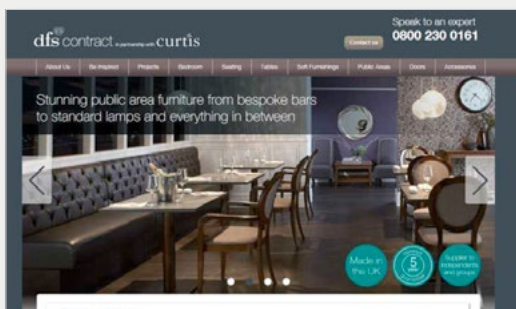 Speak to an expert
0800 230 0161
dfs contract in partnership with curtis
Contact us
About Us Be Inspired Projects Bedroom Seating Tables Soft Furnishings Public Areas Doors Accessories
Stunning public area furniture from bespoke bars
to standard lamps and everything in between
Made in
the UK
5
Supplier to
independents
and groups